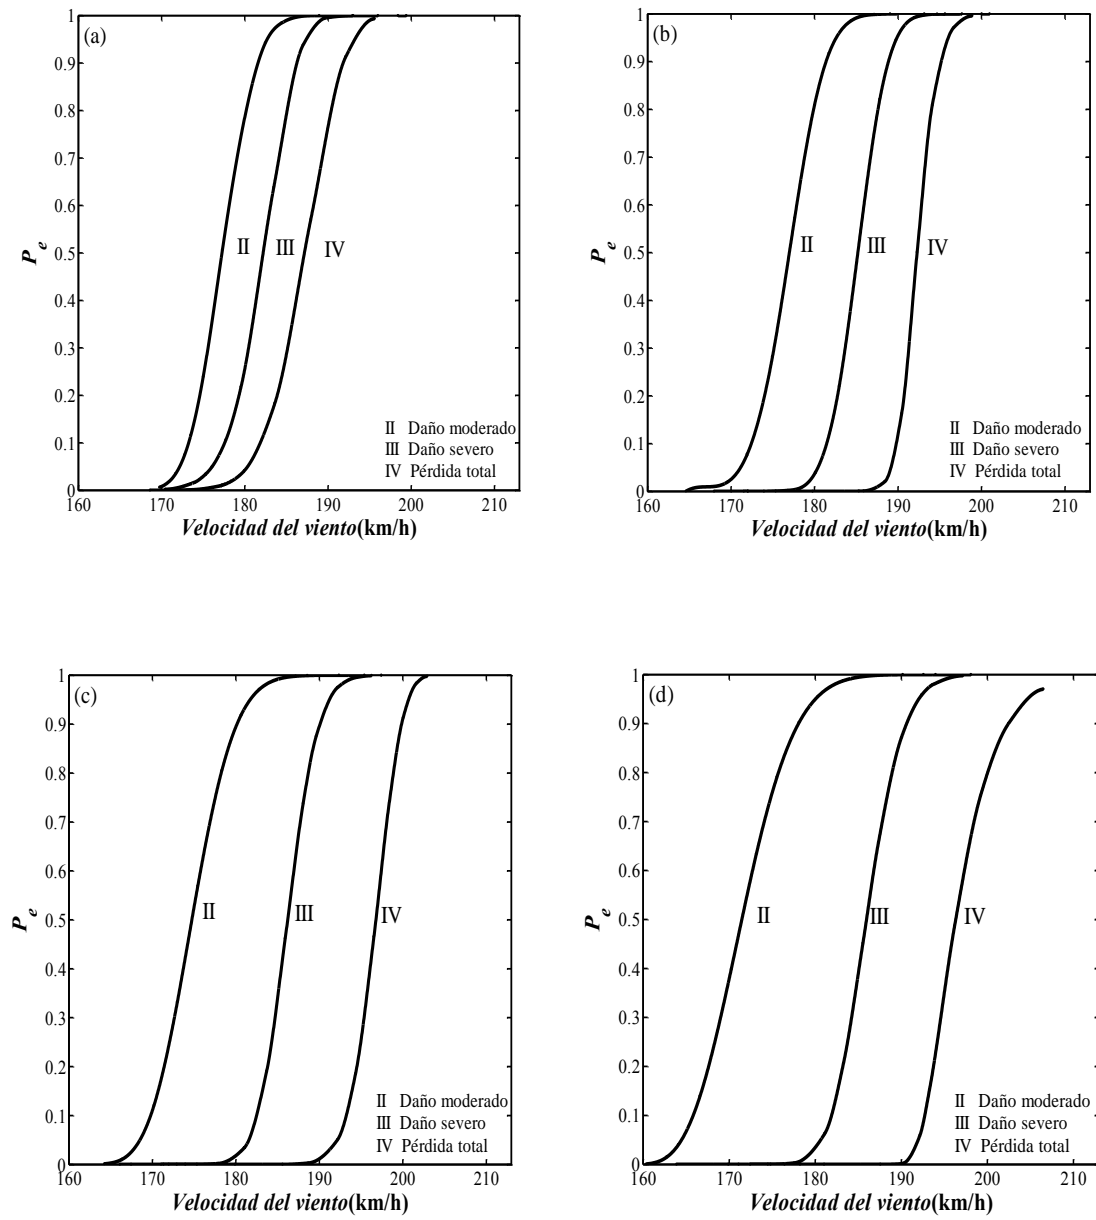 (a)
1
0.9
0.8
0.7
0.6
0.5
0.4
0.3
0.2
0.1
0
P_e
II III IV
II Daño moderado
III Daño severo
IV Pérdida total
160 170 180 190 200 210
Velocidad del viento(km/h)
(b)
1
0.9
0.8
0.7
0.6
0.5
0.4
0.3
0.2
0.1
0
P_e
II III IV
II Daño moderado
III Daño severo
IV Pérdida total
160 170 180 190 200 210
Velocidad del viento(km/h)
(c)
1
0.9
0.8
0.7
0.6
0.5
0.4
0.3
0.2
0.1
0
P_e
II III IV
II Daño moderado
III Daño severo
IV Pérdida total
160 170 180 190 200 210
Velocidad del viento(km/h)
(d)
1
0.9
0.8
0.7
0.6
0.5
0.4
0.3
0.2
0.1
0
P_e
II III IV
II Daño moderado
III Daño severo
IV Pérdida total
160 170 180 190 200 210
Velocidad del viento(km/h)